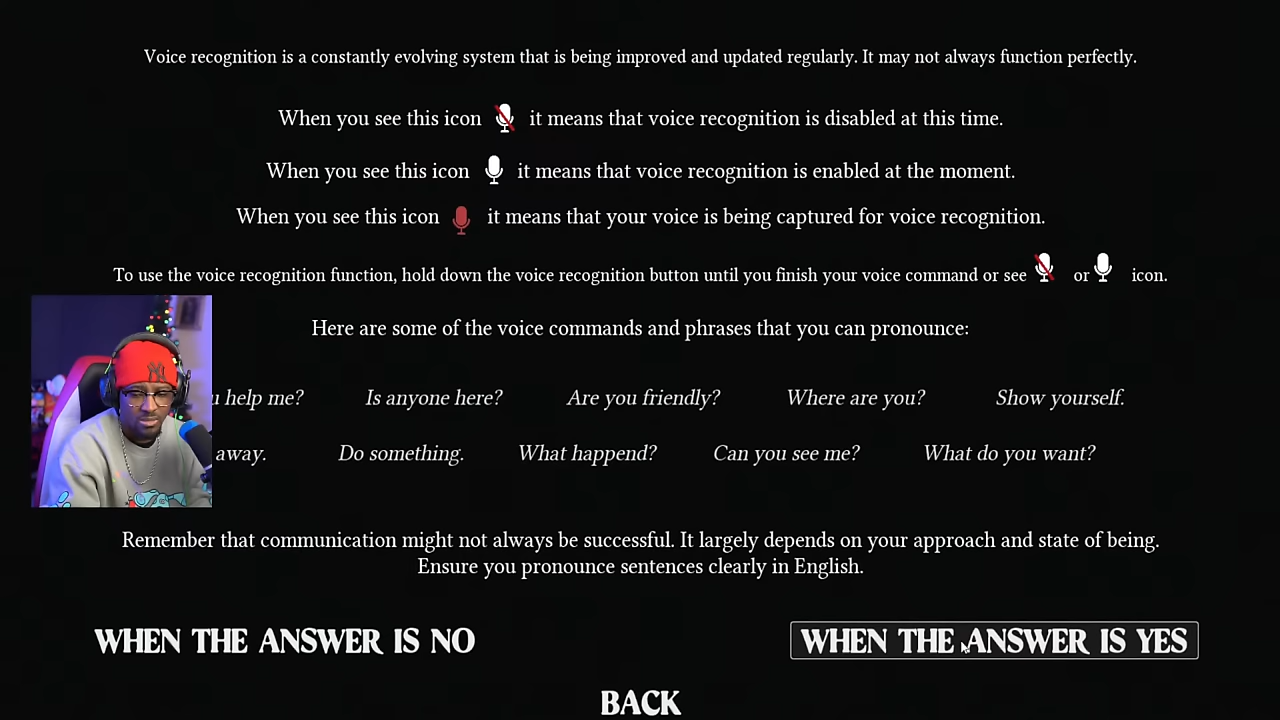 Voice recognition is a constantly evolving system that is being improved and updated regularly. It may not always function perfectly.
When you see this icon it means that voice recognition is disabled at this time.
When you see this icon it means that voice recognition is enabled at the moment.
When you see this icon it means that your voice is being captured for voice recognition.
To use the voice recognition function, hold down the voice recognition button until you finish your voice command or see or icon.
Here are some of the voice commands and phrases that you can pronounce:
help me? Is anyone here? Are you friendly? Where are you? Show yourself.
away. Do something. What happend? Can you see me? What do you want?
Remember that communication might not always be successful. It largely depends on your approach and state of being.
Ensure you pronounce sentences clearly in English.
WHEN THE ANSWER IS NO WHEN THE ANSWER IS YES
BACK